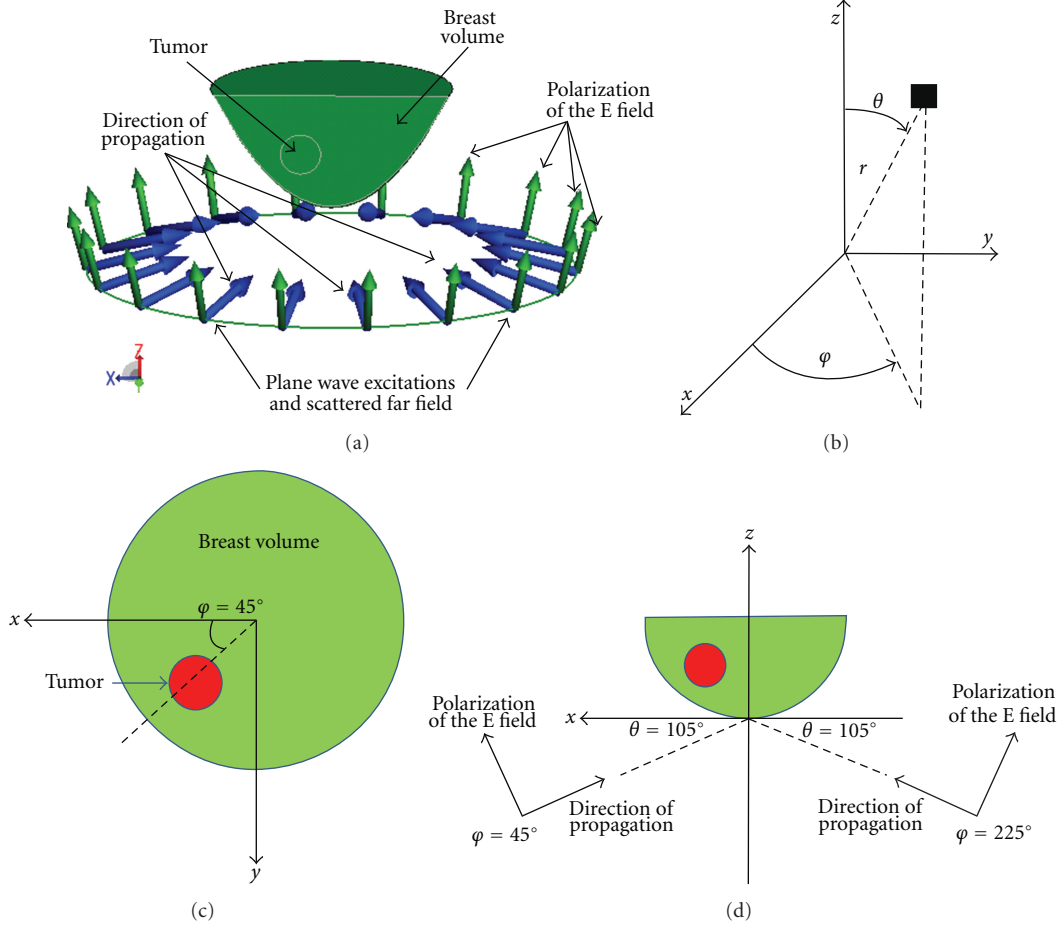 Breast
volume
Tumor
Polarization
of the E field
Direction of
propagation
Z
X
Plane wave excitations
and scattered far field
(a)
z
θ
r
y
φ
x
(b)
Breast volume
φ = 45°
x
Tumor
y
(c)
z
Polarization
of the E field
Polarization
of the E field
x
θ = 105°
θ = 105°
Direction of
propagation
Direction of
propagation
φ = 45°
φ = 225°
(d)